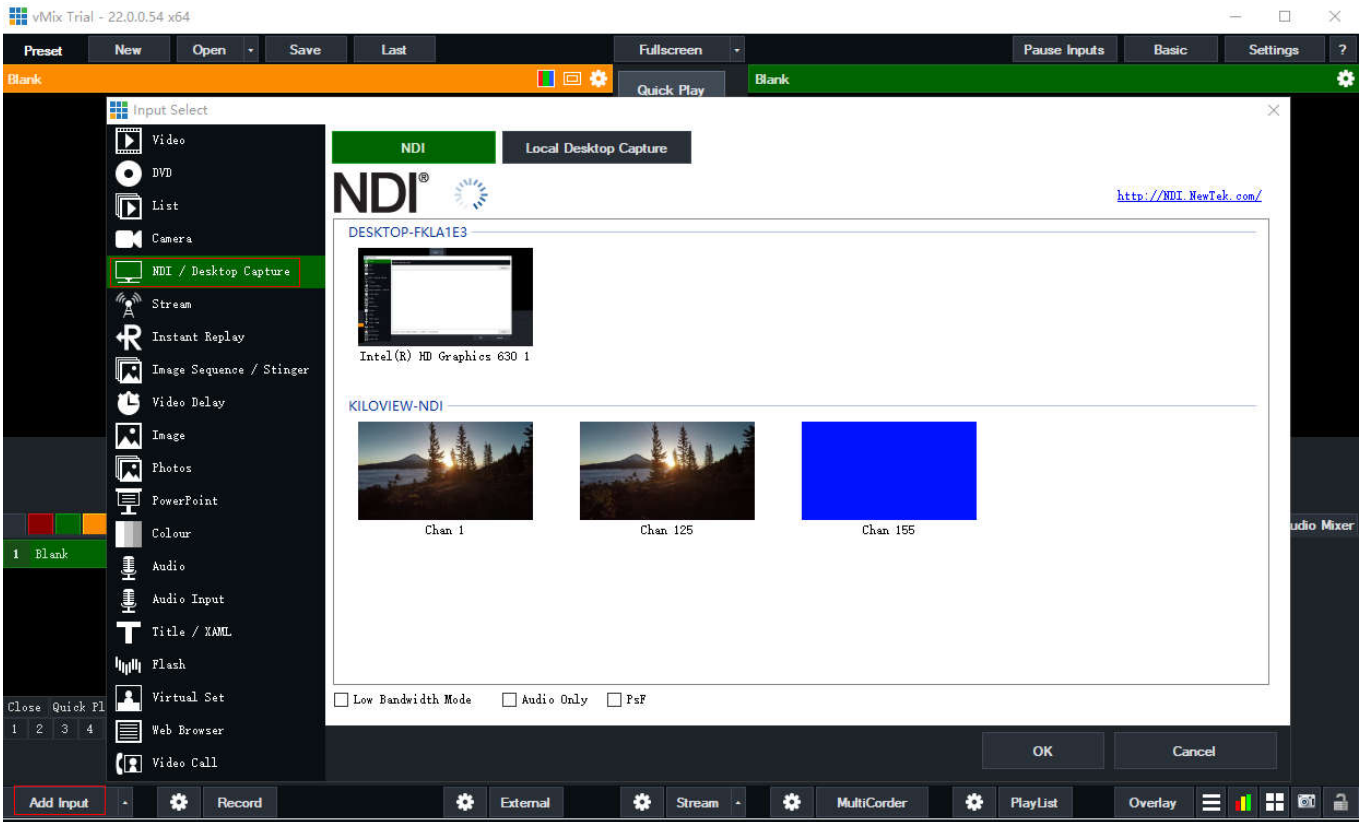 vMix Trial - 22.0.0.54 x64
Preset New Open Save Last Fullscreen Pause Inputs Basic Settings ?
Blank Quick Play Blank
Input Select
Video
DVD
List
Camera
NDI / Desktop Capture
Stream
Instant Replay
Image Sequence / Stinger
Video Delay
Image
Photos
PowerPoint
Colour
Audio
Audio Input
Title / XAML
Flash
Virtual Set
Web Browser
Video Call
NDI Local Desktop Capture
NDI®
http://NDI.NewTek.com/
DESKTOP-FKLA1E3
Intel(R) HD Graphics 630 1
KILOVIEW-NDI
Chan 1 Chan 125 Chan 155
Low Bandwidth Mode Audio Only PsF
OK Cancel
udio Mixer
1 Blank
Close Quick Pl
1 2 3 4
Add Input Record External Stream MultiCorder PlayList Overlay